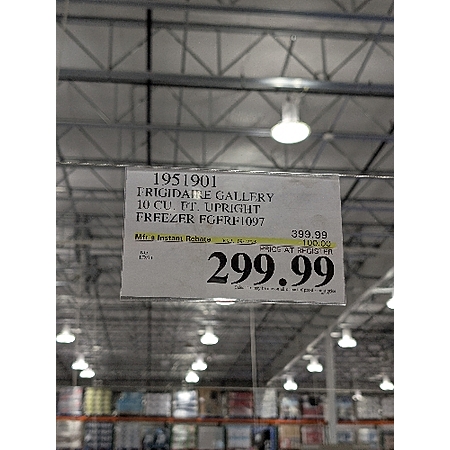 1951901
FRIGIDAIRE GALLERY
10 CU. FT. UPRIGHT
FREEZER FGFRF1097
399.99
Mfr's Instant Rebate 100.00
PRICE AT REGISTER
299.99